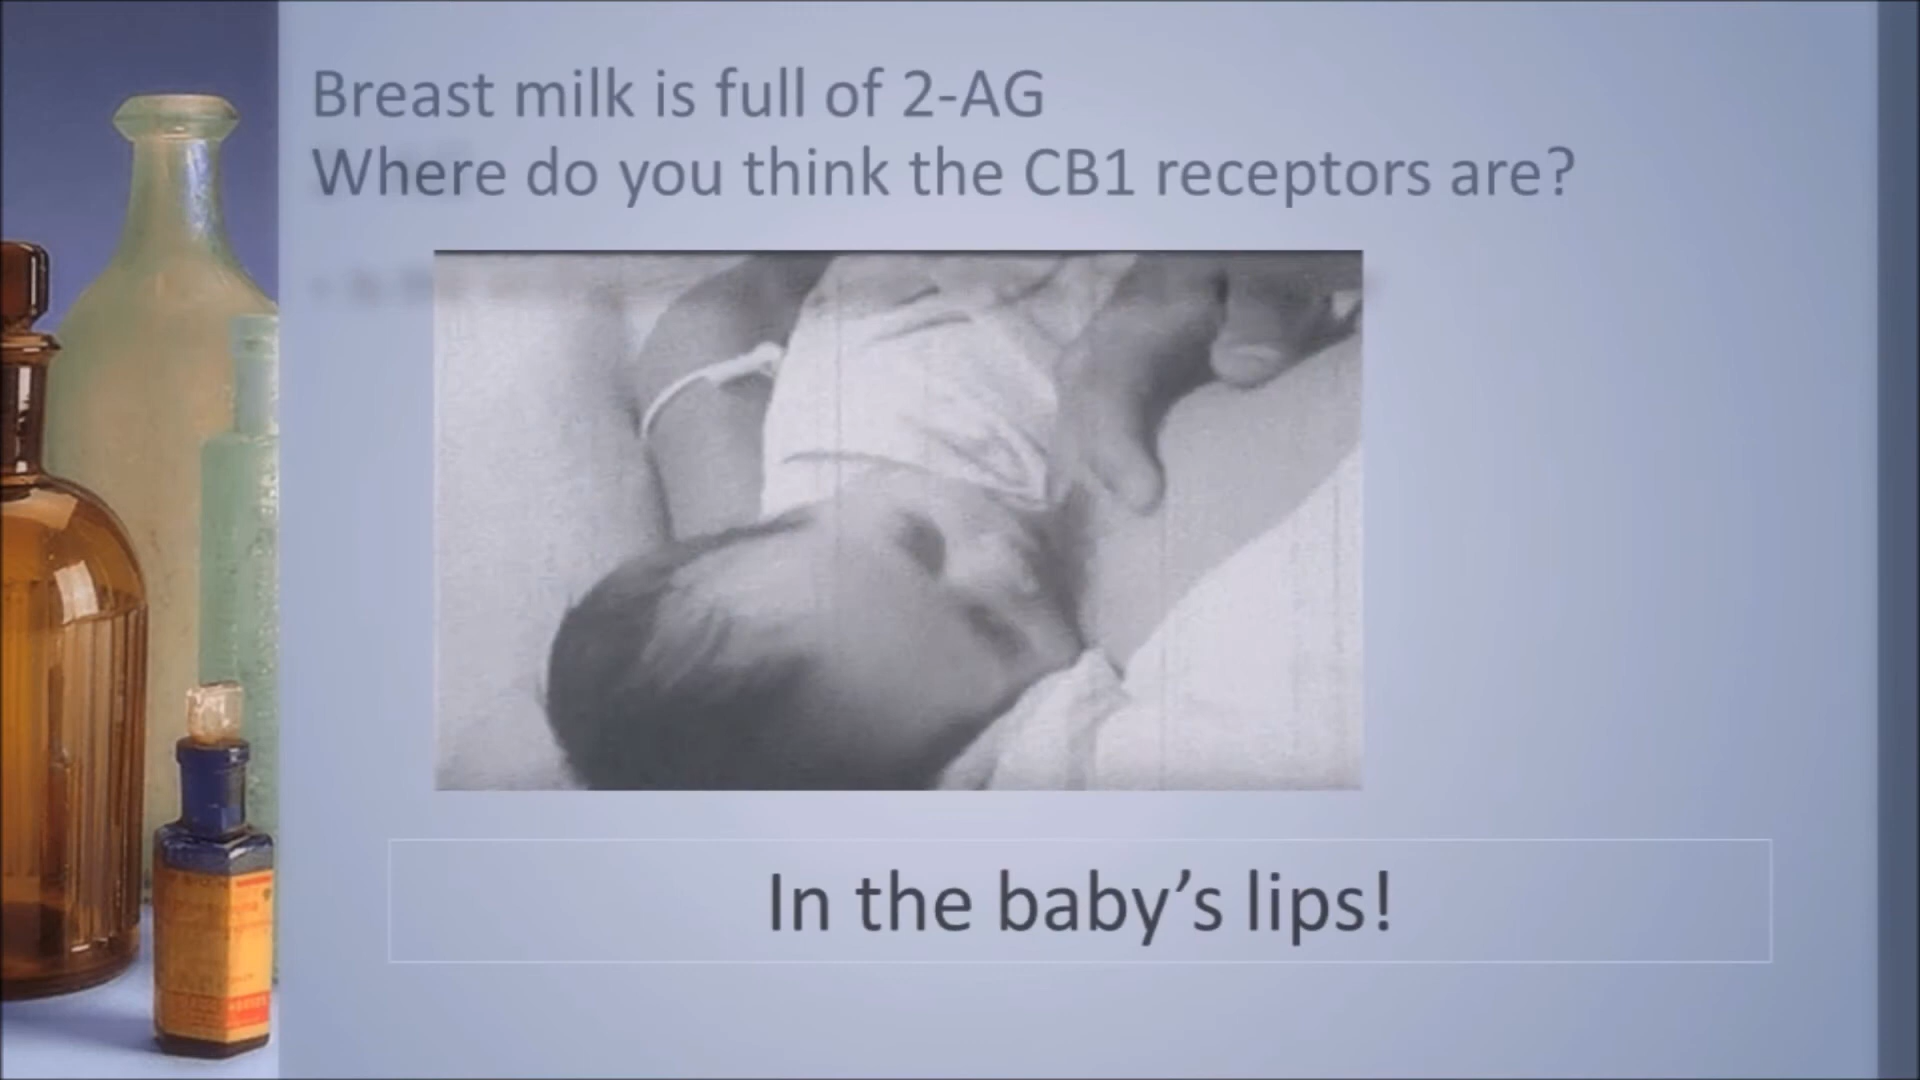 Breast milk is full of 2-AG
Where do you think the CB1 receptors are?
In the baby's lips!